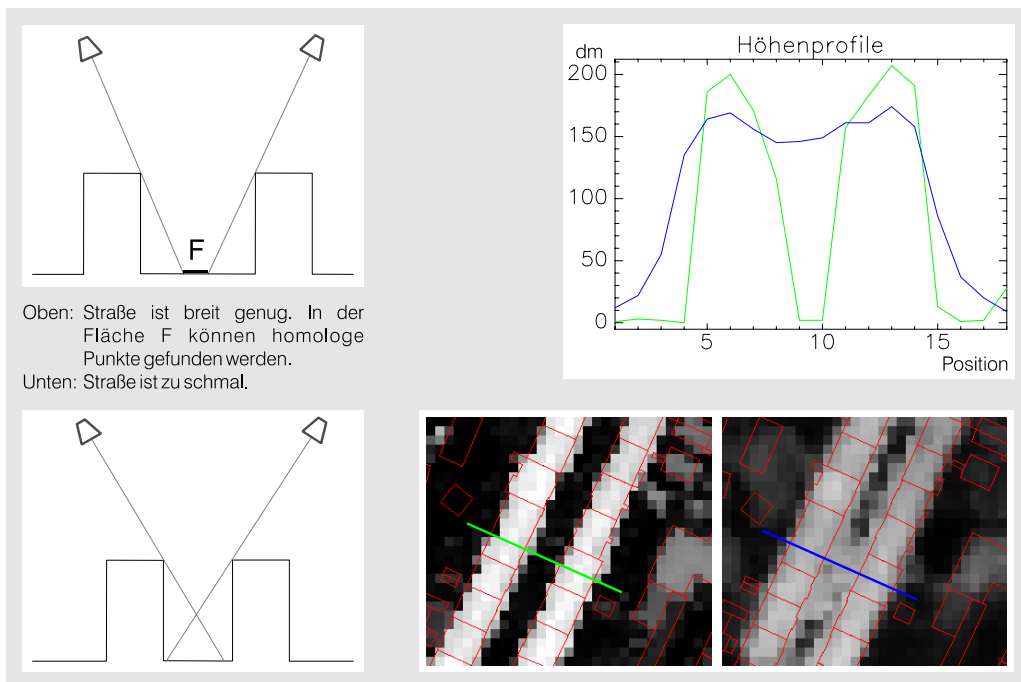 F
Oben: Straße ist breit genug. In der
Fläche F können homologe
Punkte gefunden werden.
Unten: Straße ist zu schmal.
Höhenprofile
dm
200
150
100
50
0
5 10 15
Position